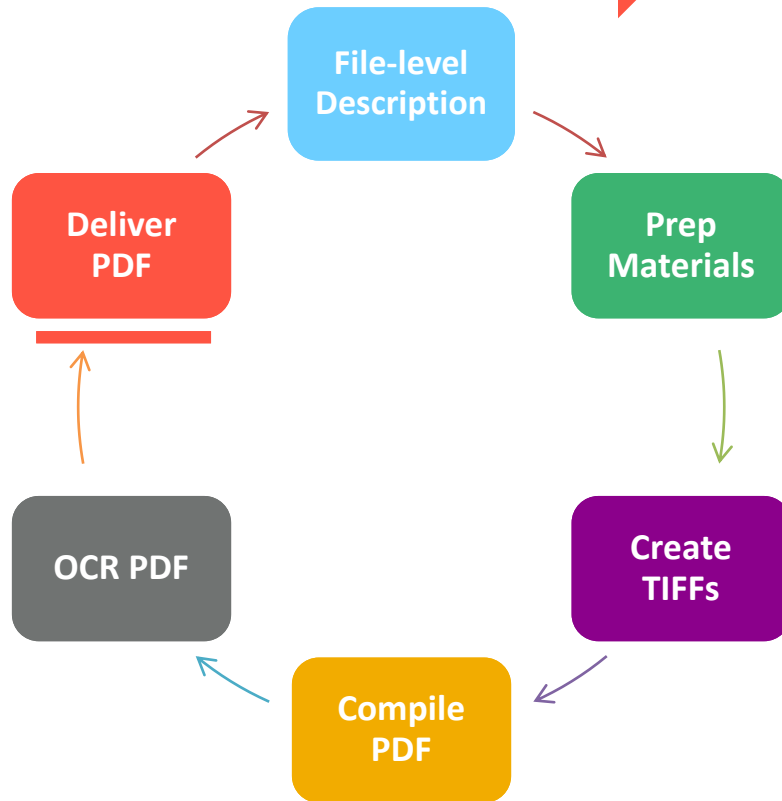 File-level
Description
Prep
Materials
Create
TIFFs
Compile
PDF
OCR PDF
Deliver
PDF